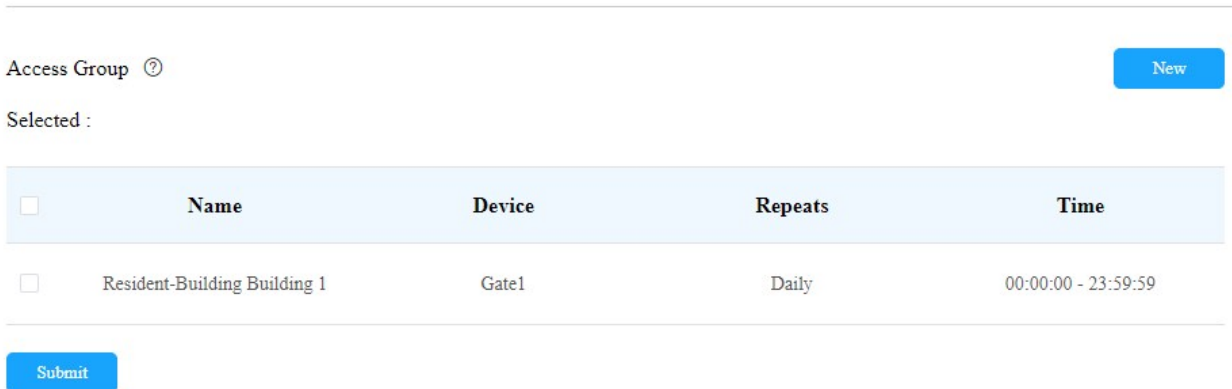 Access Group ?
New
Selected :
Name Device Repeats Time
Resident-Building Building 1 Gate1 Daily 00:00:00 - 23:59:59
Submit